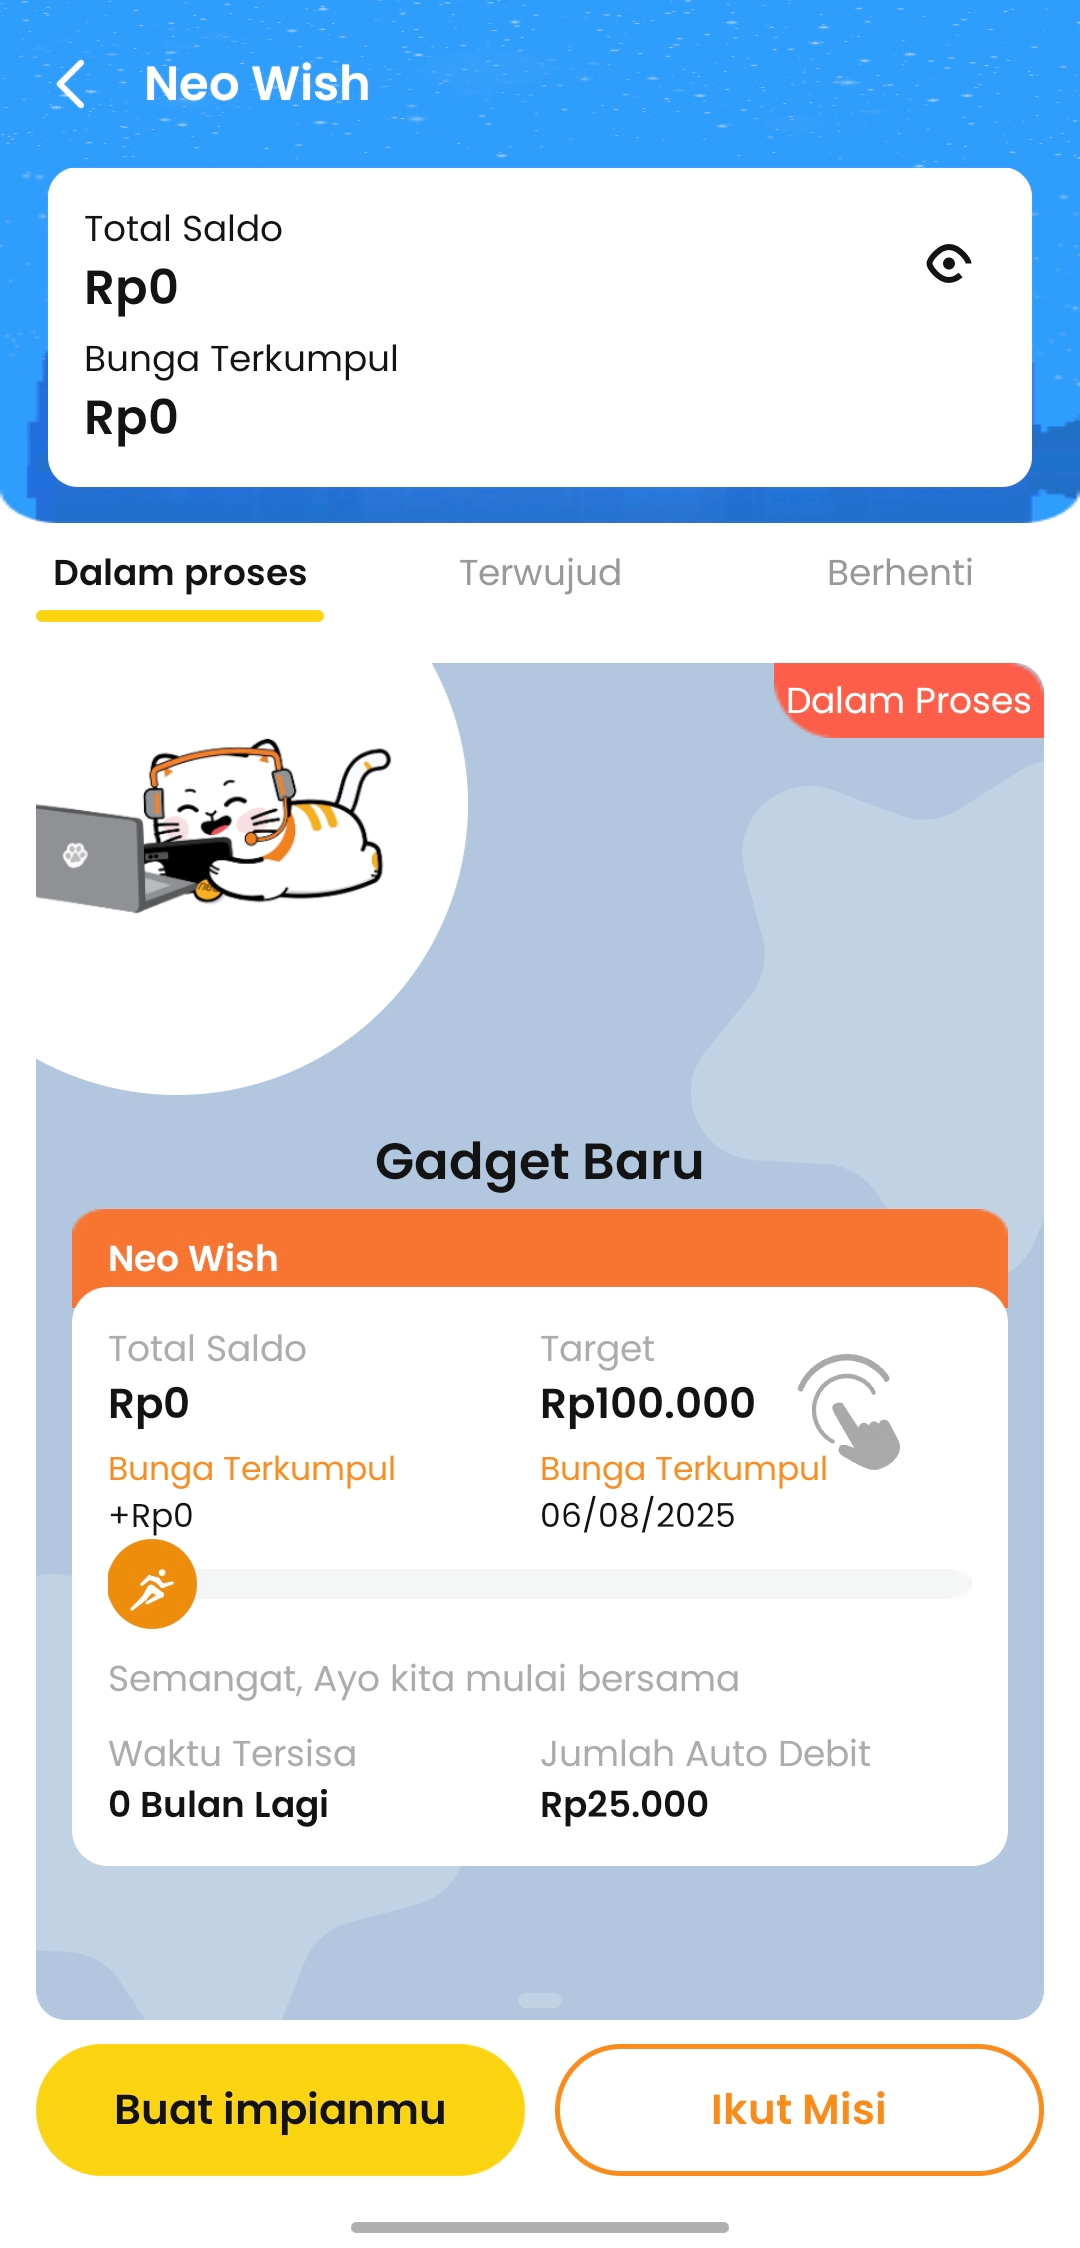 Neo Wish
Total Saldo
Rp0
Bunga Terkumpul
Rp0
Dalam proses Terwujud Berhenti
Dalam Proses
Gadget Baru
Neo Wish
Total Saldo Target
Rp0 Rp100.000
Bunga Terkumpul Bunga Terkumpul
+Rp0 06/08/2025
Semangat, Ayo kita mulai bersama
Waktu Tersisa Jumlah Auto Debit
0 Bulan Lagi Rp25.000
Buat impianmu Ikut Misi